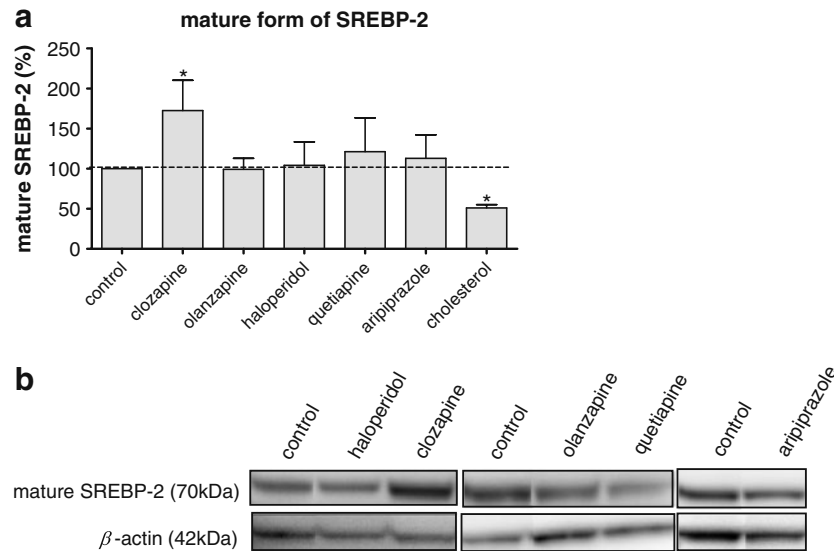 a
mature form of SREBP-2
mature SREBP-2 (%)
250
200
150
100
50
0
*
*
control
clozapine
olanzapine
haloperidol
quetiapine
aripiprazole
cholesterol
b
control
haloperidol
clozapine
control
olanzapine
quetiapine
control
aripiprazole
mature SREBP-2 (70kDa)
β-actin (42kDa)